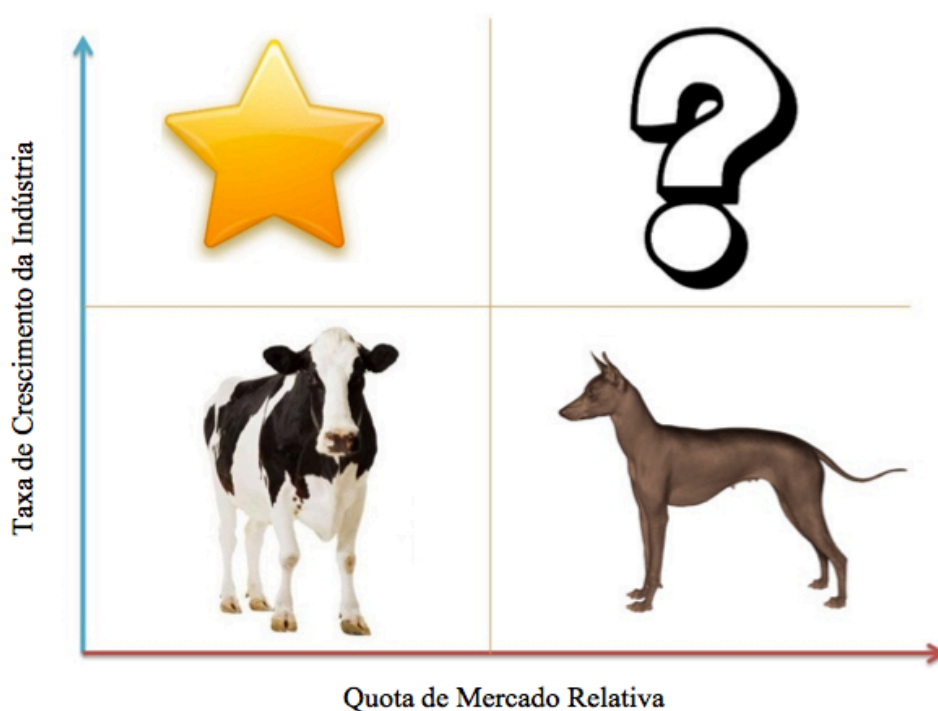 Taxa de Crescimento da Indústria
?
Quota de Mercado Relativa